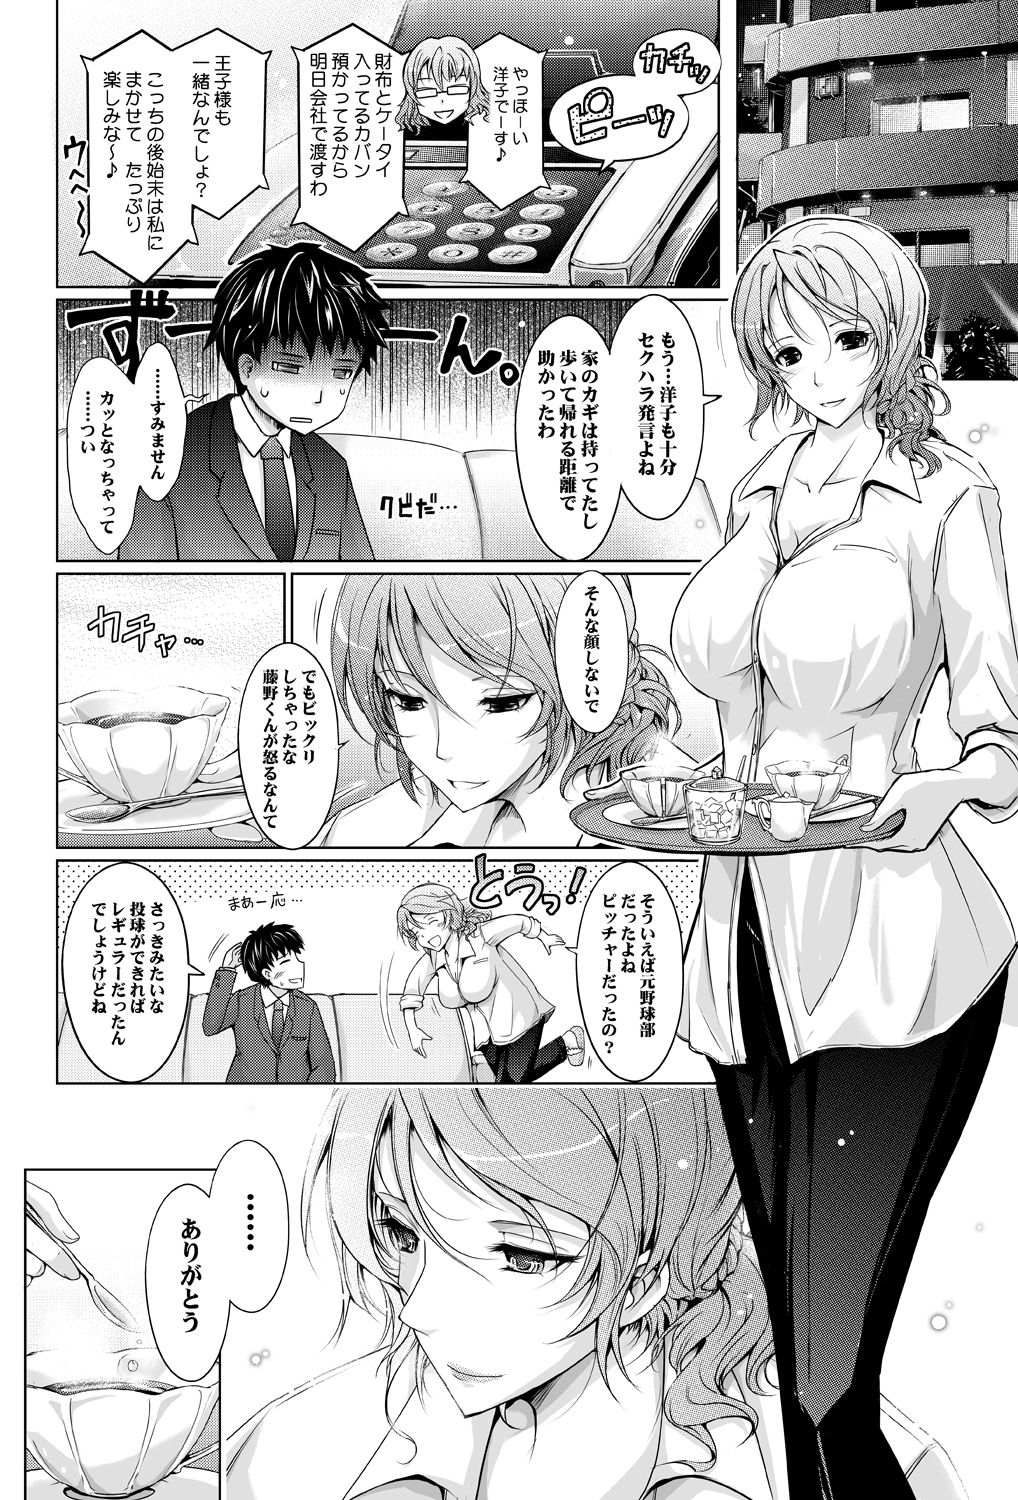 カチッ
ピーッ
やっほーい
洋子でーす♪
財布とケータイ
入ってるカバン
預かってるから
明日会社で渡すわ
王子様も
一緒なんでしょ?
こっちの後始末は私に
まかせて たっぷり
楽しみな~♪
ウへへ~
もう…洋子も十分
セクハラ発言よね
家のカギは持ってたし
歩いて帰れる距離で
助かったわ
ずーーーん。
クビだ…
……すみません
カッとなっちゃって
……つい
そんな顔しないで
でもビックリ
しちゃったな
藤野くんが怒るなんて
カチャ…
そういえば元野球部
だったよね
ピッチャーだったの?
とうっ!
まあ一応…
さっきみたいな
投球ができれば
レギュラーだったん
でしょうけどね
……
ありがとう